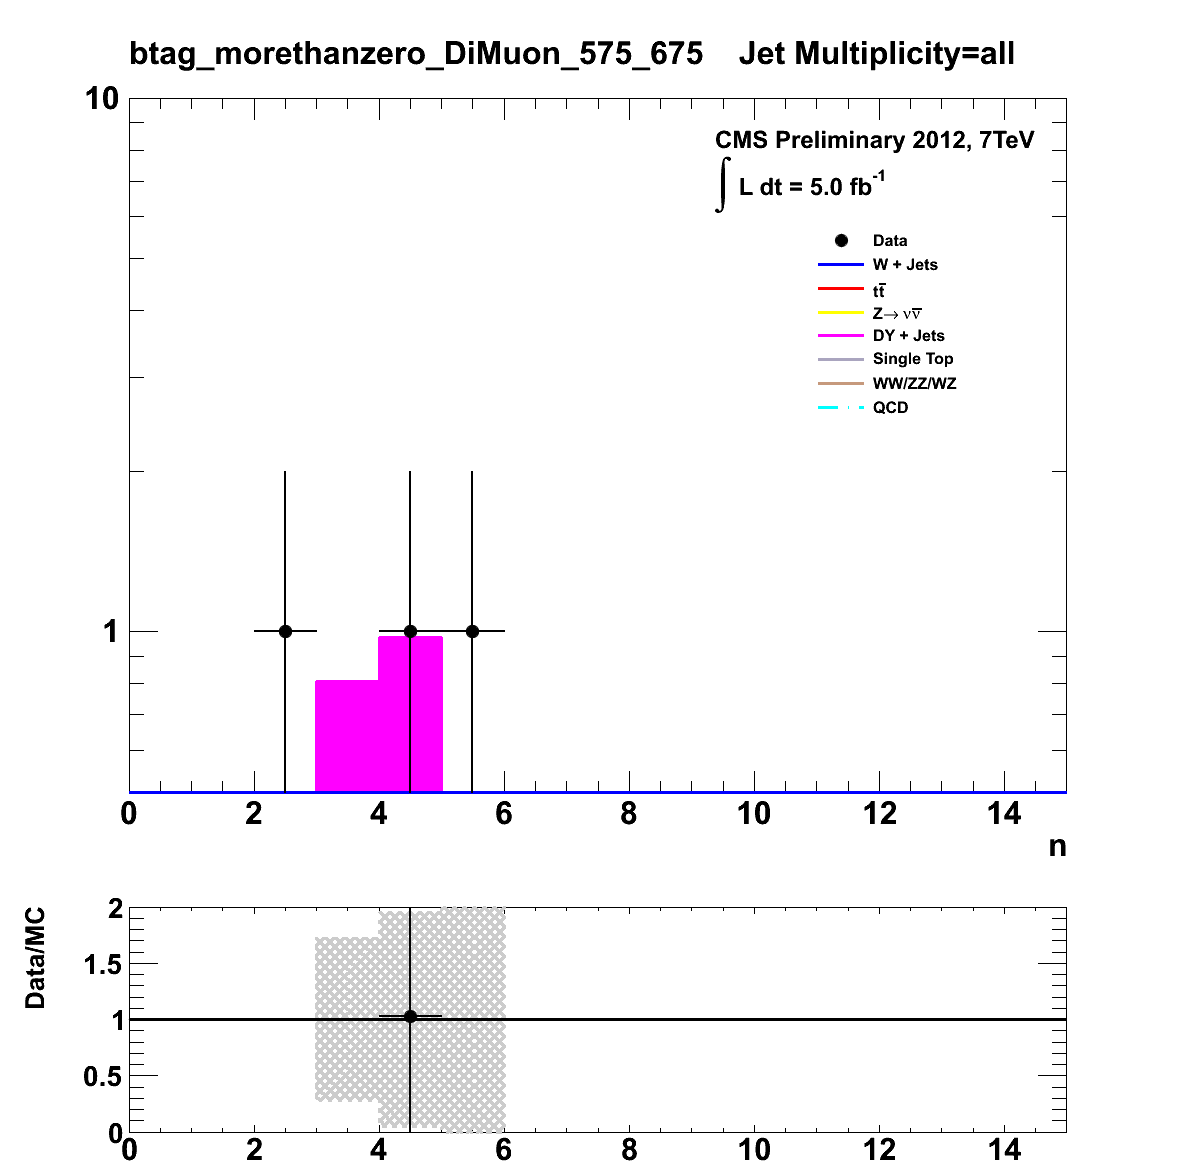 btag_morethanzero_DiMuon_575_675    Jet Multiplicity=all
10
CMS Preliminary 2012, 7TeV
∫ L dt = 5.0 fb⁻¹
Data
W + Jets
tt̅
Z→ νν̅
DY + Jets
Single Top
WW/ZZ/WZ
QCD
1
0 2 4 6 8 10 12 14
n
Data/MC
2
1.5
1
0.5
0
0 2 4 6 8 10 12 14